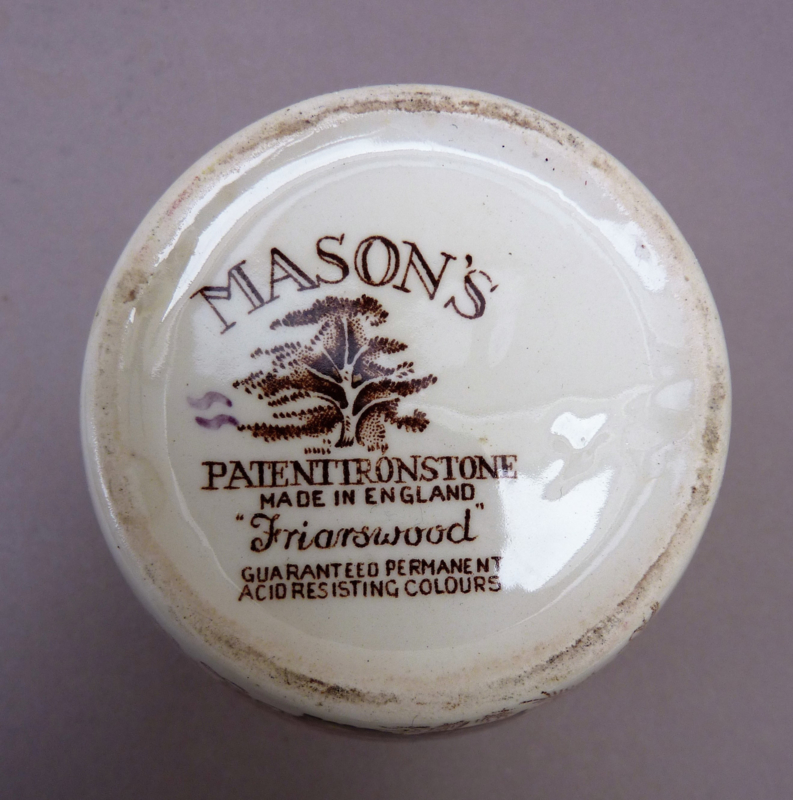 MASON'S
PATENT IRONSTONE
MADE IN ENGLAND
"Friarswood"
GUARANTEED PERMANENT
ACID RESISTING COLOURS